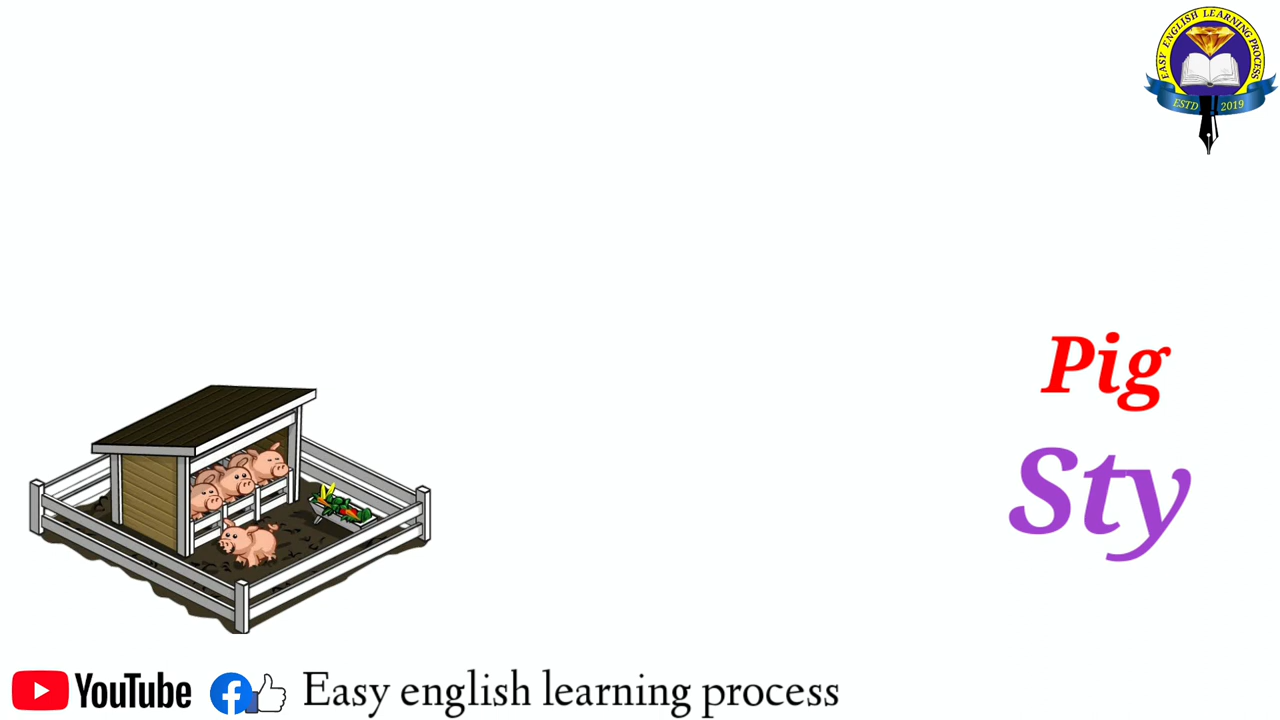 EASY ENGLISH LEARNING PROCESS
ESTD 2019
Pig
Sty
YouTube
Easy english learning process